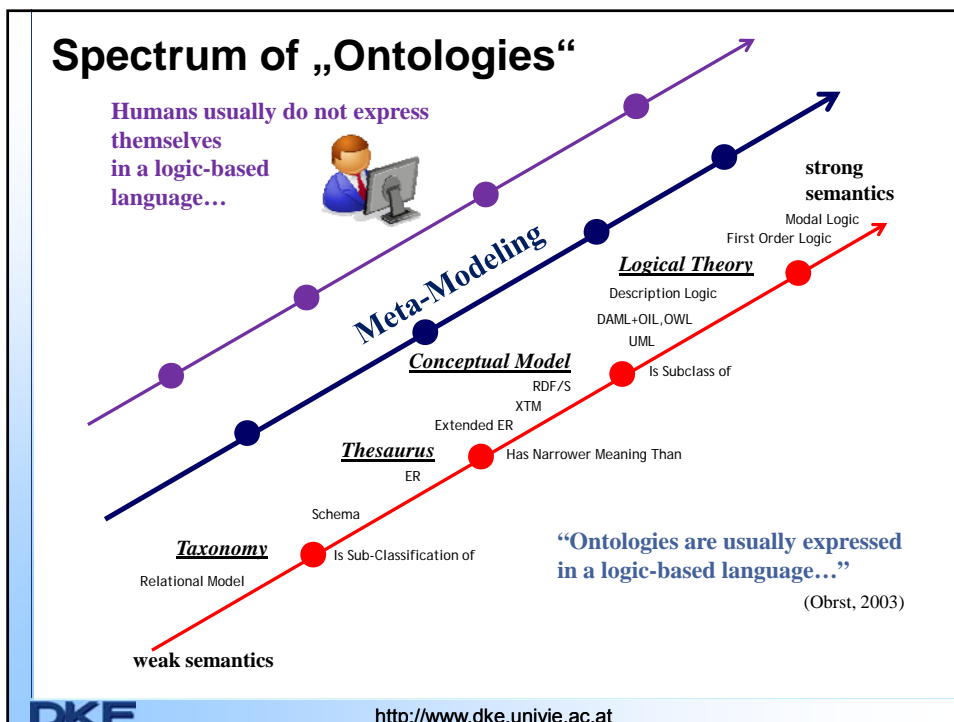 Spectrum of „Ontologies“
Humans usually do not express
themselves
in a logic-based
language…
strong
semantics
Modal Logic
First Order Logic
Logical Theory
Meta-Modeling
Description Logic
DAML+OIL,OWL
UML
Conceptual Model
Is Subclass of
RDF/S
XTM
Extended ER
Thesaurus
Has Narrower Meaning Than
ER
Schema
Taxonomy
Is Sub-Classification of
“Ontologies are usually expressed
in a logic-based language…”
Relational Model
(Obrst, 2003)
weak semantics
DKE
http://www.dke.univie.ac.at